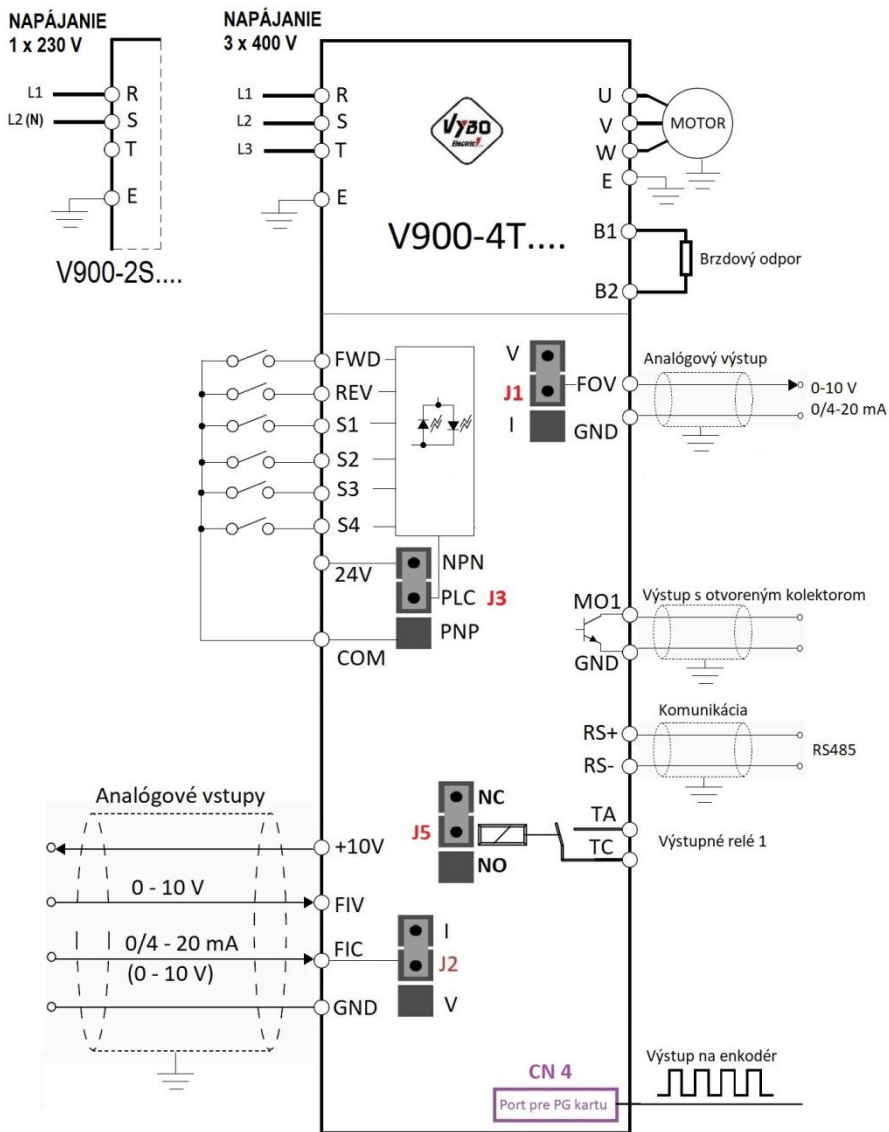 NAPÁJANIE
1 x 230 V
L1
R
L2 (N)
S
T
E
V900-2S....
NAPÁJANIE
3 x 400 V
L1
R
L2
S
L3
T
E
VYBO
Electric
V900-4T....
U
V
W
E
MOTOR
B1
B2
Brzdový odpor
FWD
REV
S1
S2
S3
S4
24V
COM
NPN
PLC J3
PNP
V
J1
I
FOV
GND
Analógový výstup
0-10 V
0/4-20 mA
MO1
GND
Výstup s otvoreným kolektorom
Komunikácia
RS+
RS-
RS485
NC
J5
NO
TA
TC
Výstupné relé 1
Analógové vstupy
+10V
0 - 10 V
FIV
0/4 - 20 mA
(0 - 10 V)
FIC
GND
I
J2
V
CN 4
Port pre PG kartu
Výstup na enkodér